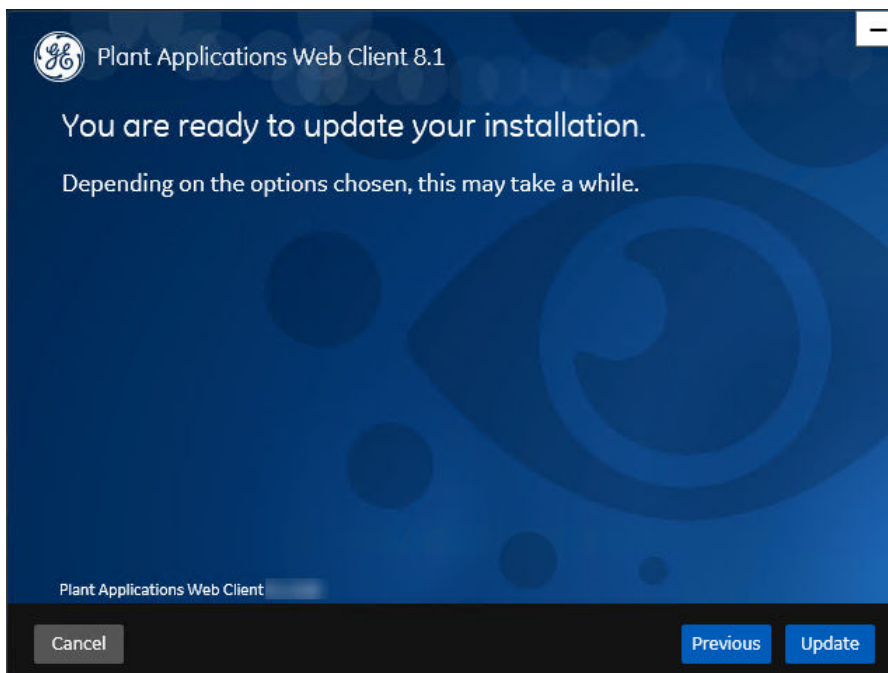 Plant Applications Web Client 8.1
You are ready to update your installation.
Depending on the options chosen, this may take a while.
Plant Applications Web Client
Cancel
Previous
Update